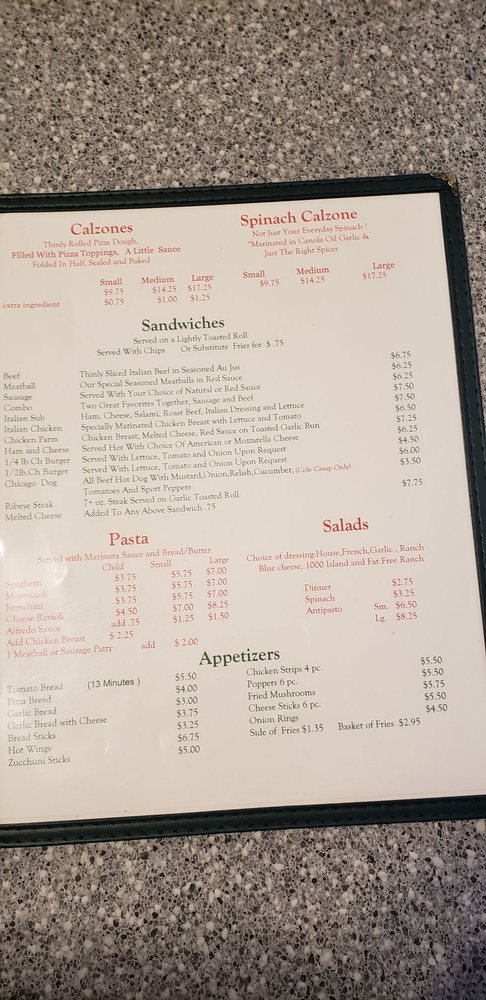 Calzones
Thinly Rolled Pizza Dough,
Filled With Pizza Toppings, A Little Sauce
Folded In Half, Sealed and Baked
Small Medium Large
$9.75 $14.25 $17.25
extra ingredient $0.75 $1.00 $1.25
Spinach Calzone
Not Just Your Everyday Spinach !
"Marinated in Canola Oil Garlic &
Just The Right Spices
Small Medium Large
$9.75 $14.25 $17.25
Sandwiches
Served on a Lightly Toasted Roll
Served With Chips Or Substitute Fries for $ .75
Beef Thinly Sliced Italian Beef in Seasoned Au Jus $6.75
Meatball Our Special Seasoned Meatballs in Red Sauce $6.25
Sausage Served With Your Choice of Natural or Red Sauce $6.25
Combo Two Great Favorites Together, Sausage and Beef $7.50
Italian Sub Ham, Cheese, Salami, Roast Beef, Italian Dressing and Lettuce $7.50
Italian Chicken Specially Marinated Chicken Breast with Lettuce and Tomato $6.50
Chicken Parm Chicken Breast, Melted Cheese, Red Sauce on Toasted Garlic Bun $7.25
Ham and Cheese Served Hot With Choice Of American or Mozzarella Cheese $6.25
1/4 lb.Ch Burger Served With Lettuce, Tomato and Onion Upon Request $4.50
1/2lb.Ch Burger Served With Lettuce, Tomato and Onion Upon Request $6.00
Chicago Dog All Beef Hot Dog With Mustard,Onion,Relish,Cucumber, (Cole Camp Only) $3.50
Tomatoes And Sport Peppers
Ribeye Steak 7+ oz. Steak Served on Garlic Toasted Roll $7.75
Melted Cheese Added To Any Above Sandwich .75
Pasta
Served with Marinara Sauce and Bread/Butter
Child Small Large
Spaghetti $3.75 $5.75 $7.00
Mostoccoli $3.75 $5.75 $7.00
Fettichini $3.75 $5.75 $7.00
Cheese Ravioli $4.50 $7.00 $8.25
Alfredo Sauce add .75 $1.25 $1.50
Add Chicken Breast $ 2.25
1 Meatball or Sausage Patty add $ 2.00
Salads
Choice of dressing:House,French,Garlic , Ranch
Blue cheese, 1000 Island and Fat Free Ranch
Dinner $2.75
Spinach $3.25
Antipasto Sm. $6.50
Lg. $8.25
Appetizers
Tomato Bread (13 Minutes ) $5.50
Pizza Bread $4.00
Garlic Bread $3.00
Garlic Bread with Cheese $3.75
Bread Sticks $3.25
Hot Wings $6.75
Zucchuni Sticks $5.00
Chicken Strips 4 pc. $5.50
Poppers 6 pc. $5.50
Fried Mushrooms $5.75
Cheese Sticks 6 pc. $5.50
Onion Rings $4.50
Side of Fries $1.35 Basket of Fries $2.95